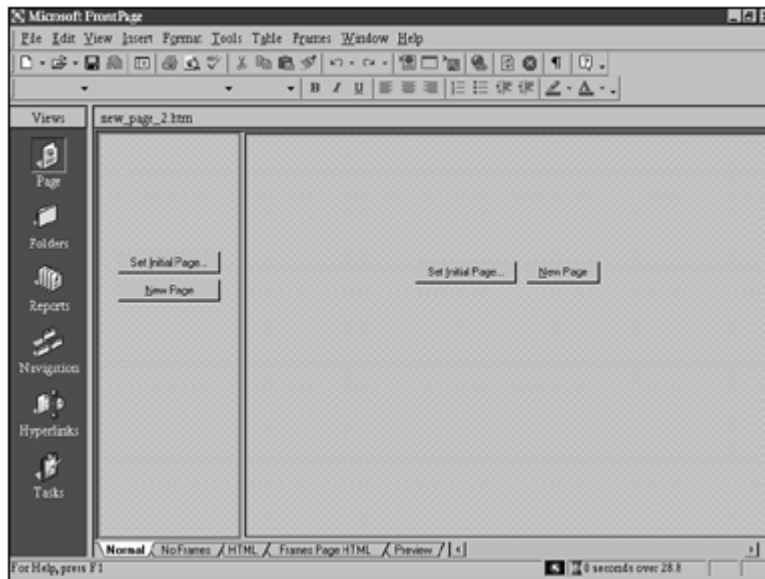 Microsoft FrontPage
File Edit View Insert Format Tools Table Frames Window Help
B I U
Views
new_page_2.htm
Page
Folders
Reports
Navigation
Hyperlinks
Tasks
Set Initial Page...
New Page
Set Initial Page... New Page
Normal No Frames HTML Frames Page HTML Preview
For Help, press F1
0 seconds over 28.8